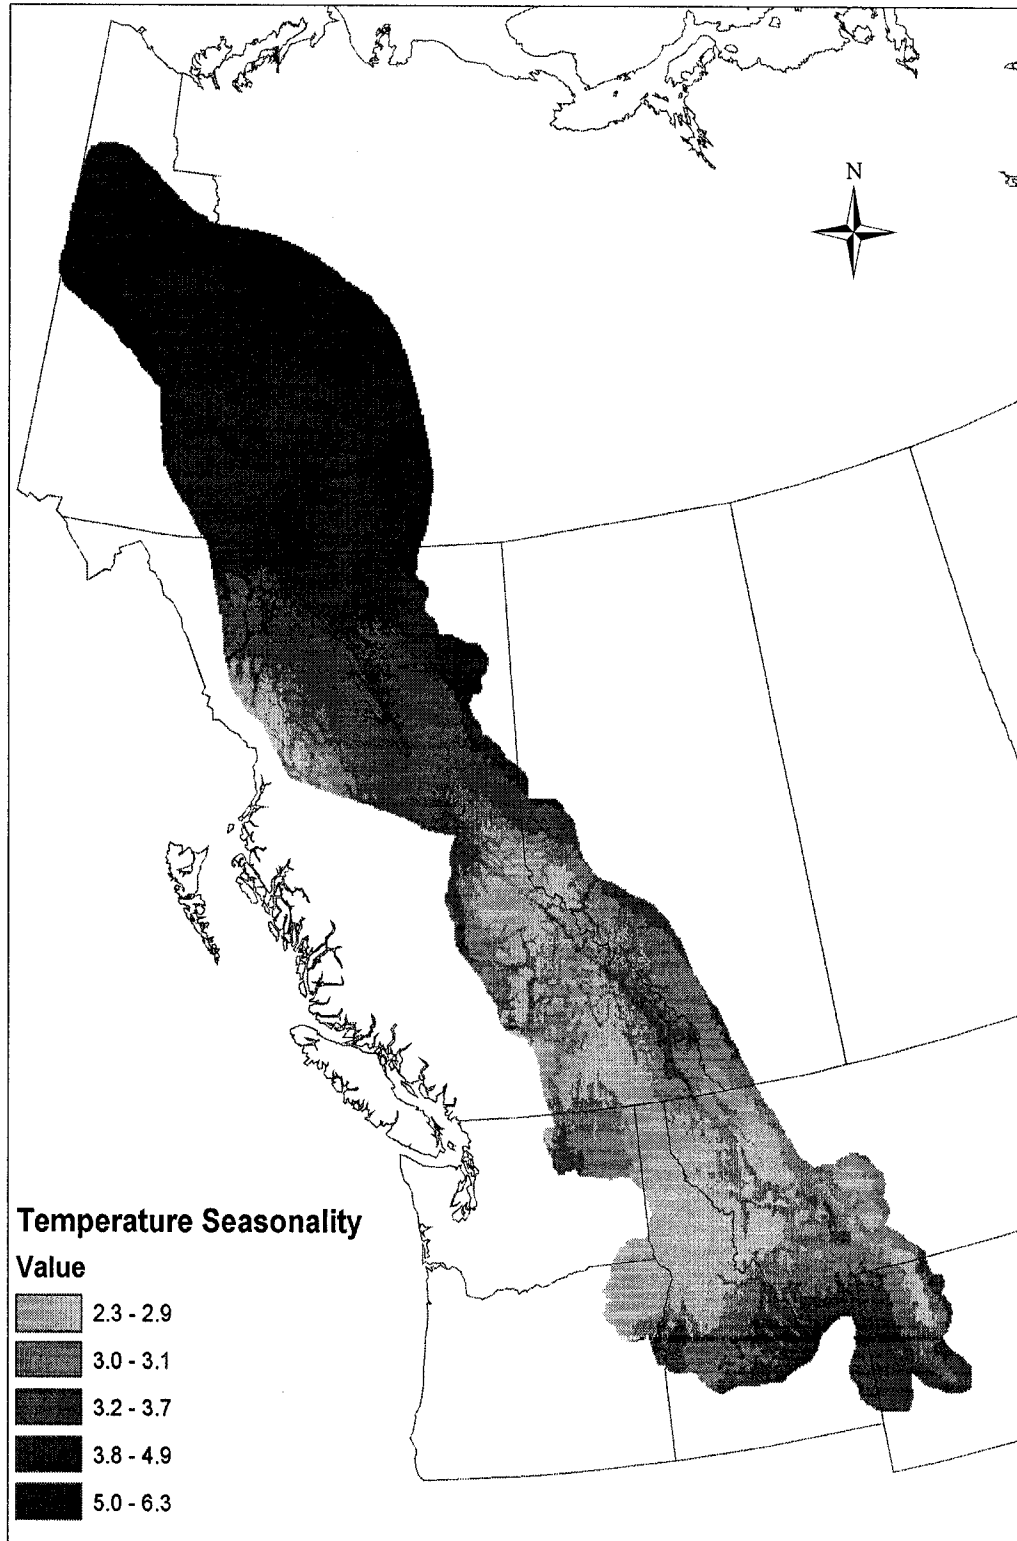 N
Temperature Seasonality
Value
2.3 - 2.9
3.0 - 3.1
3.2 - 3.7
3.8 - 4.9
5.0 - 6.3